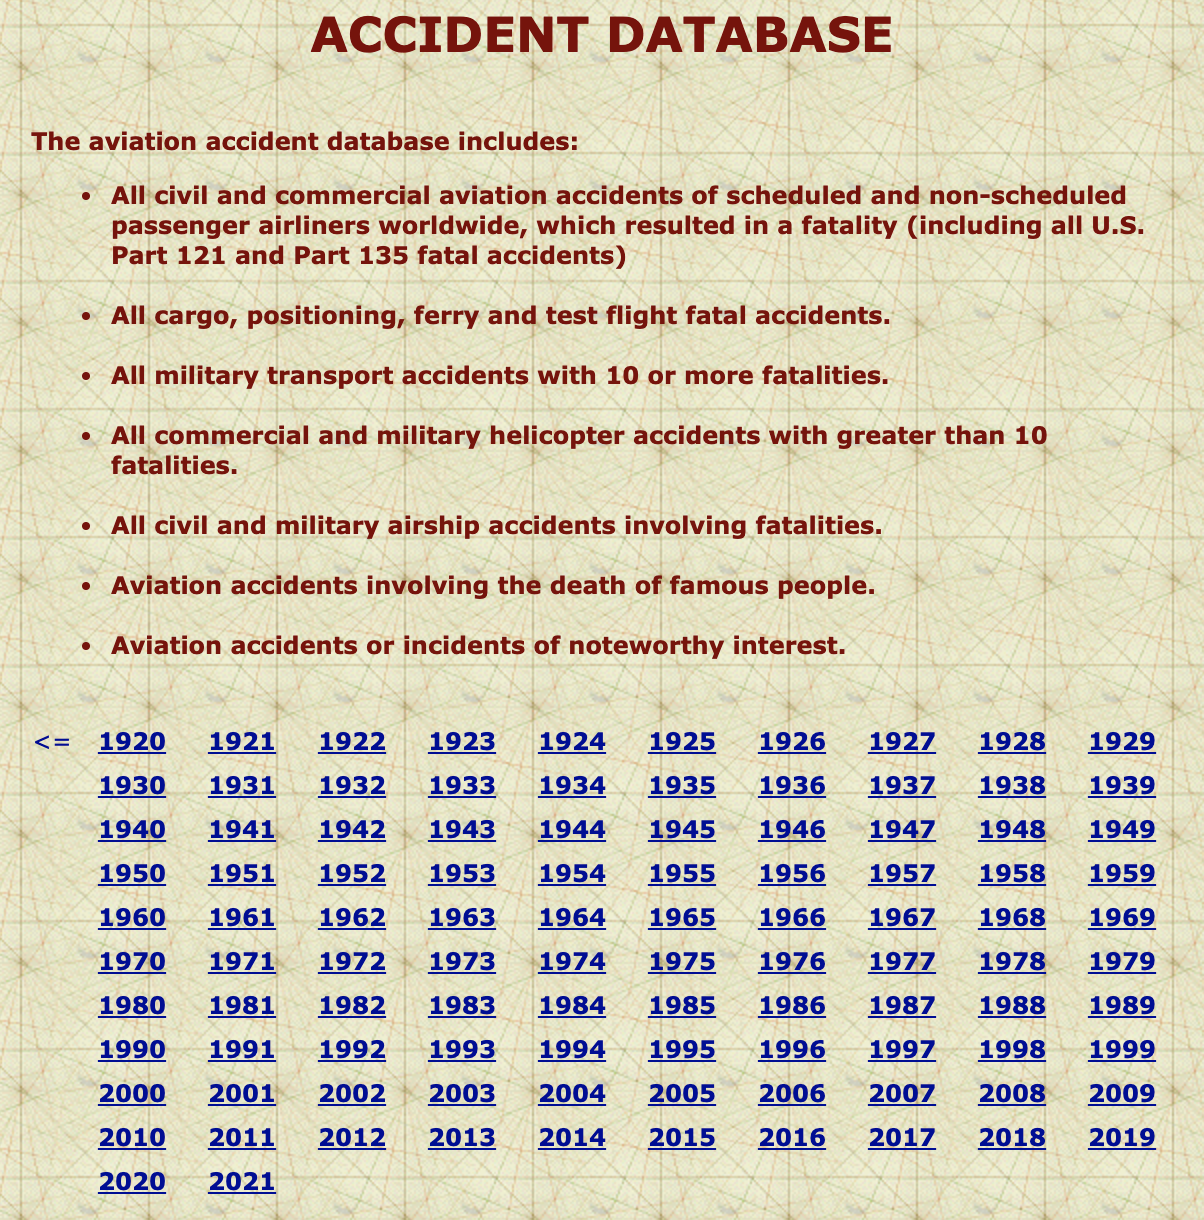 ACCIDENT DATABASE
The aviation accident database includes:
• All civil and commercial aviation accidents of scheduled and non-scheduled
passenger airliners worldwide, which resulted in a fatality (including all U.S.
Part 121 and Part 135 fatal accidents)
• All cargo, positioning, ferry and test flight fatal accidents.
• All military transport accidents with 10 or more fatalities.
• All commercial and military helicopter accidents with greater than 10
fatalities.
• All civil and military airship accidents involving fatalities.
• Aviation accidents involving the death of famous people.
• Aviation accidents or incidents of noteworthy interest.
<= 1920 1921 1922 1923 1924 1925 1926 1927 1928 1929
1930 1931 1932 1933 1934 1935 1936 1937 1938 1939
1940 1941 1942 1943 1944 1945 1946 1947 1948 1949
1950 1951 1952 1953 1954 1955 1956 1957 1958 1959
1960 1961 1962 1963 1964 1965 1966 1967 1968 1969
1970 1971 1972 1973 1974 1975 1976 1977 1978 1979
1980 1981 1982 1983 1984 1985 1986 1987 1988 1989
1990 1991 1992 1993 1994 1995 1996 1997 1998 1999
2000 2001 2002 2003 2004 2005 2006 2007 2008 2009
2010 2011 2012 2013 2014 2015 2016 2017 2018 2019
2020 2021